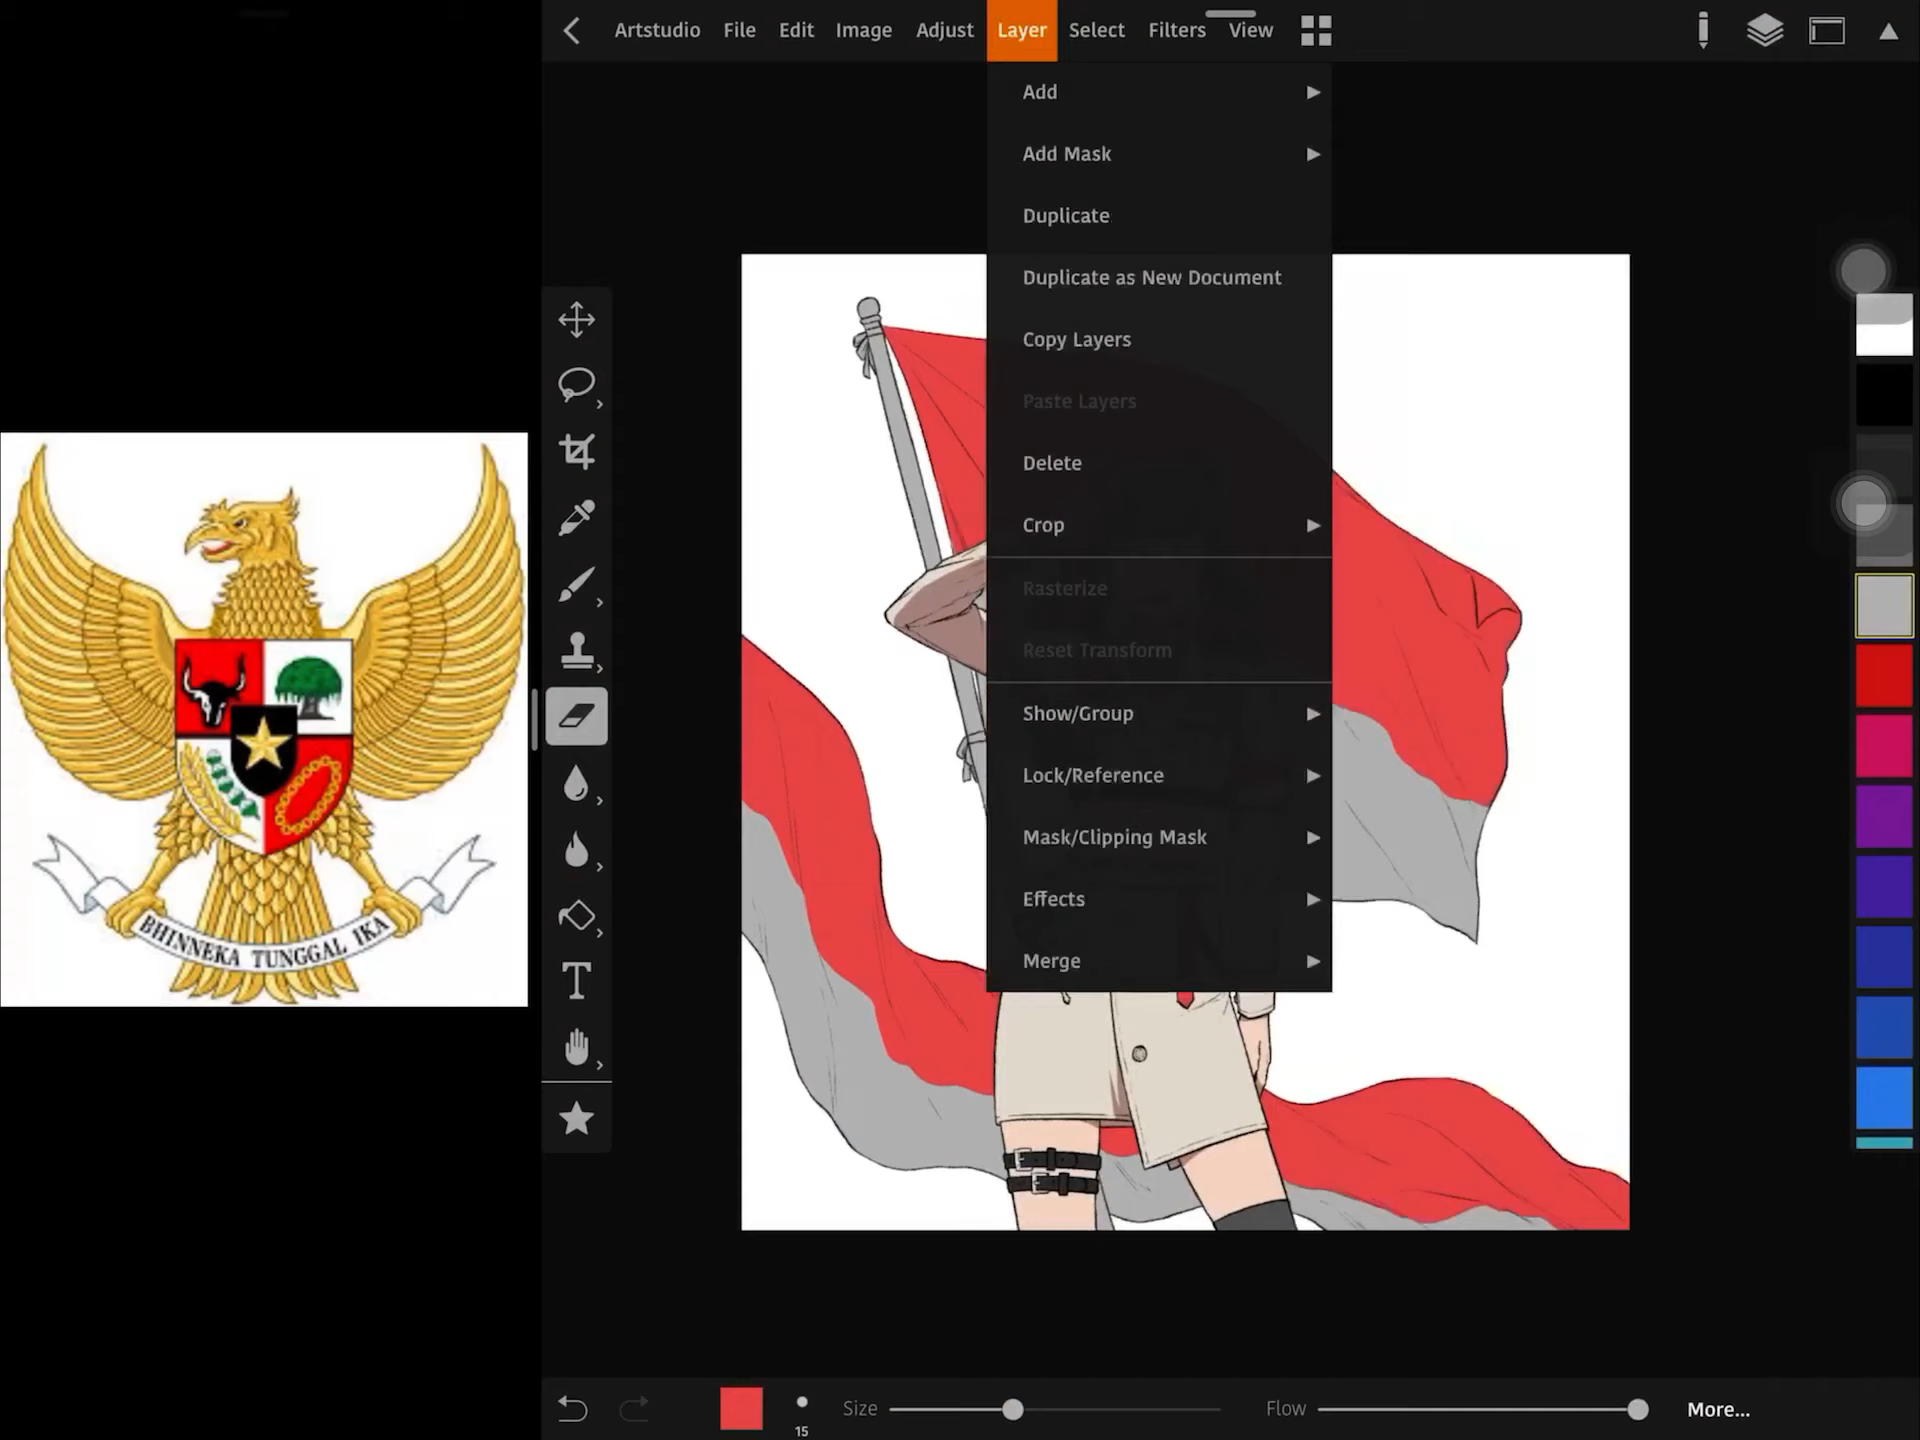 Artstudio File Edit Image Adjust Layer Select Filters View
Add
Add Mask
Duplicate
Duplicate as New Document
Copy Layers
Paste Layers
Delete
Crop
Rasterize
Reset Transform
Show/Group
Lock/Reference
Mask/Clipping Mask
Effects
Merge
BHINNEKA TUNGGAL IKA
T
15 Size Flow More...